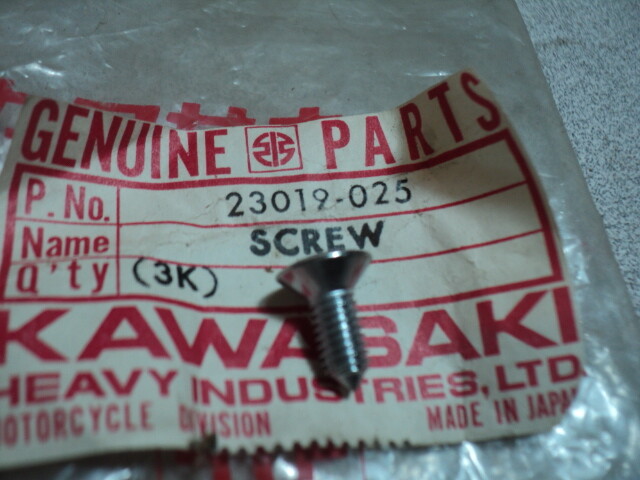 GENUINE PARTS
P. No. 23019-025
Name SCREW
Q'ty (3K)
KAWASAKI
HEAVY INDUSTRIES, LTD.
MOTORCYCLE DIVISION MADE IN JAPAN